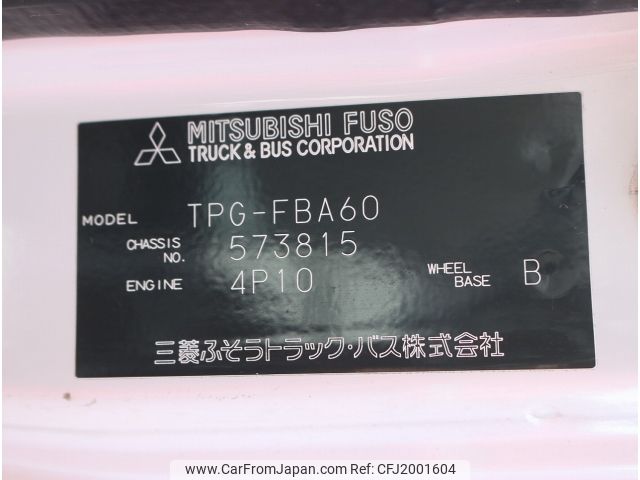 MITSUBISHI FUSO
TRUCK & BUS CORPORATION
MODEL TPG-FBA60
CHASSIS NO. 573815
ENGINE 4P10 WHEEL BASE B
三菱ふそうトラック・バス株式会社
www.CarFromJapan.com CFJ2001604